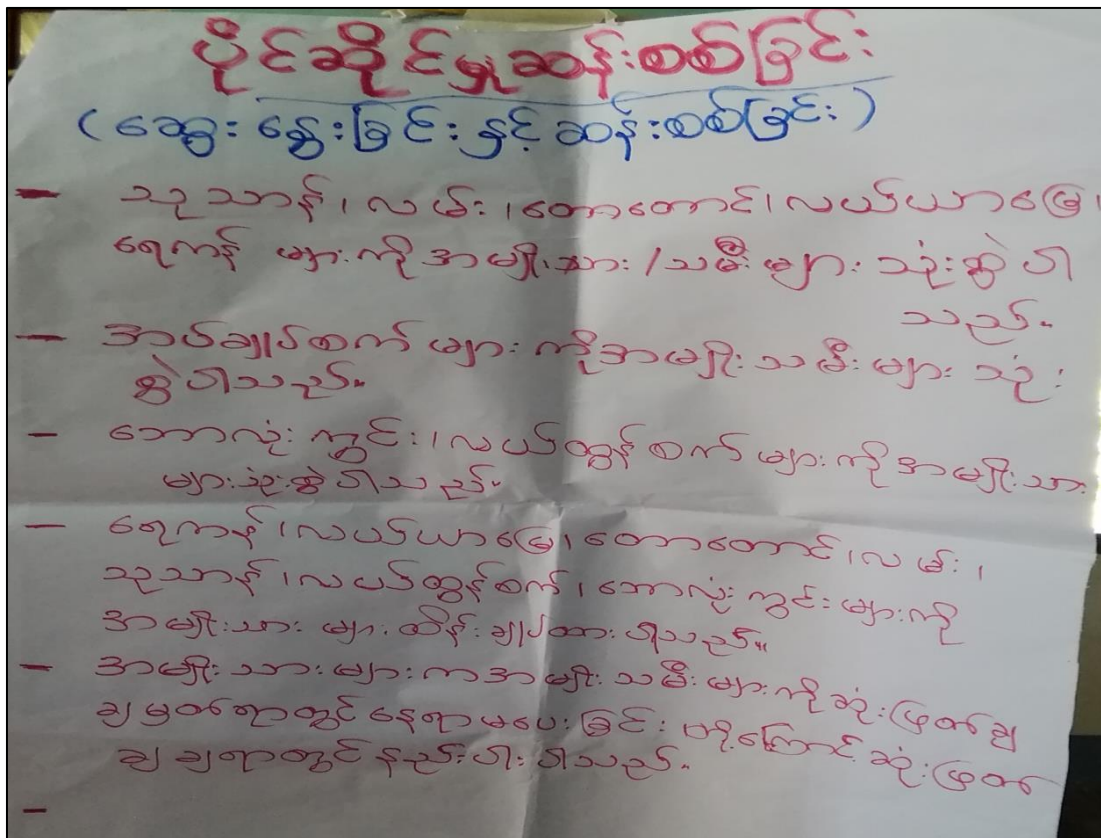 ပိုင်ဆိုင်မှုဆန်းစစ်ခြင်း
(ဆွေးနွေးခြင်းနှင့်ဆန်းစစ်ခြင်း)
- သုသာန်၊ လမ်း၊ တောတောင်၊ လယ်ယာမြေ၊
ရေကန် များကို အမျိုးသား/သမီး များ သုံးစွဲပါ
သည်။
- အပ်ချုပ်စက် များ ကိုအမျိုးသမီး များ သုံး
စွဲပါသည်။
- ဘောလုံး ကွင်း၊ လယ်ထွန်စက် များကို အမျိုးသား
များသုံးစွဲပါသည်။
- ရေကန်၊ လယ်ယာမြေ၊ တောတောင်၊ လမ်း၊
သုသာန်၊ လယ်ထွန်စက်၊ ဘောလုံးကွင်းများကို
အမျိုးသား များ ထိန်းချုပ်ထားပါသည်။
- အမျိုးသားများက အမျိုးသမီးများကို ဆုံးဖြတ်ချ
ချမှတ်ရာတွင် နေရာမပေးခြင်း တို့ကြောင့် ဆုံးဖြတ်
ချ ချရာတွင် နည်းပါးပါသည်။
-